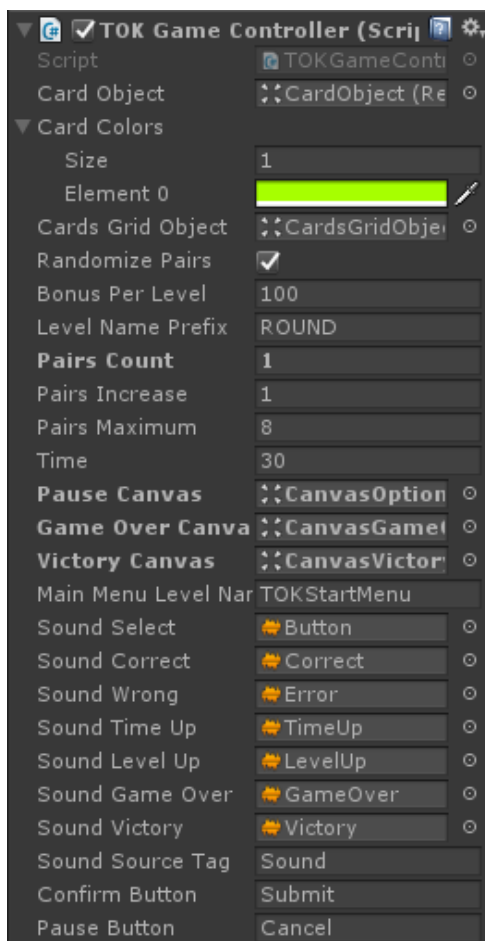 TOK Game Controller (Scrip
Script TOKGameContr
Card Object CardObject (Re
Card Colors
Size 1
Element 0
Cards Grid Object CardsGridObje
Randomize Pairs
Bonus Per Level 100
Level Name Prefix ROUND
Pairs Count 1
Pairs Increase 1
Pairs Maximum 8
Time 30
Pause Canvas CanvasOption
Game Over Canva CanvasGame
Victory Canvas CanvasVictor
Main Menu Level Nar TOKStartMenu
Sound Select Button
Sound Correct Correct
Sound Wrong Error
Sound Time Up TimeUp
Sound Level Up LevelUp
Sound Game Over GameOver
Sound Victory Victory
Sound Source Tag Sound
Confirm Button Submit
Pause Button Cancel